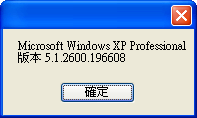 Microsoft Windows XP Professional
版本 5.1.2600.196608
確定